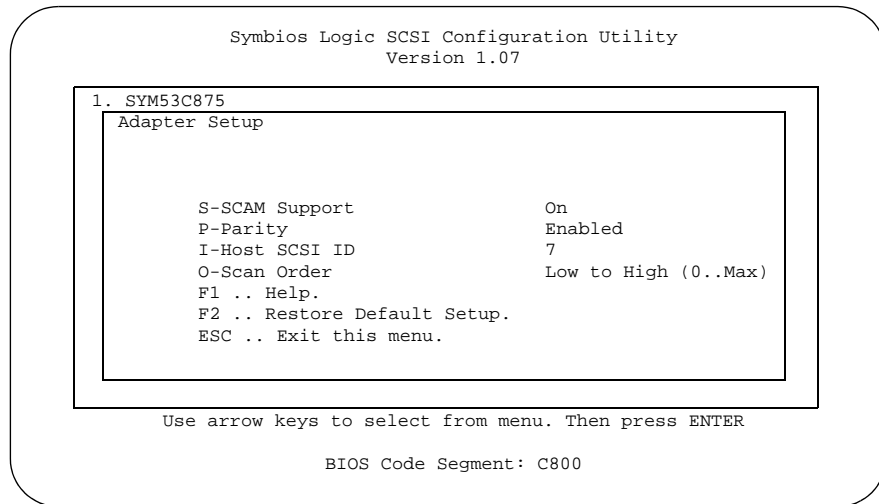 Symbios Logic SCSI Configuration Utility
Version 1.07
1. SYM53C875
Adapter Setup
S-SCAM Support On
P-Parity Enabled
I-Host SCSI ID 7
O-Scan Order Low to High (0..Max)
F1 .. Help.
F2 .. Restore Default Setup.
ESC .. Exit this menu.
Use arrow keys to select from menu. Then press ENTER
BIOS Code Segment: C800